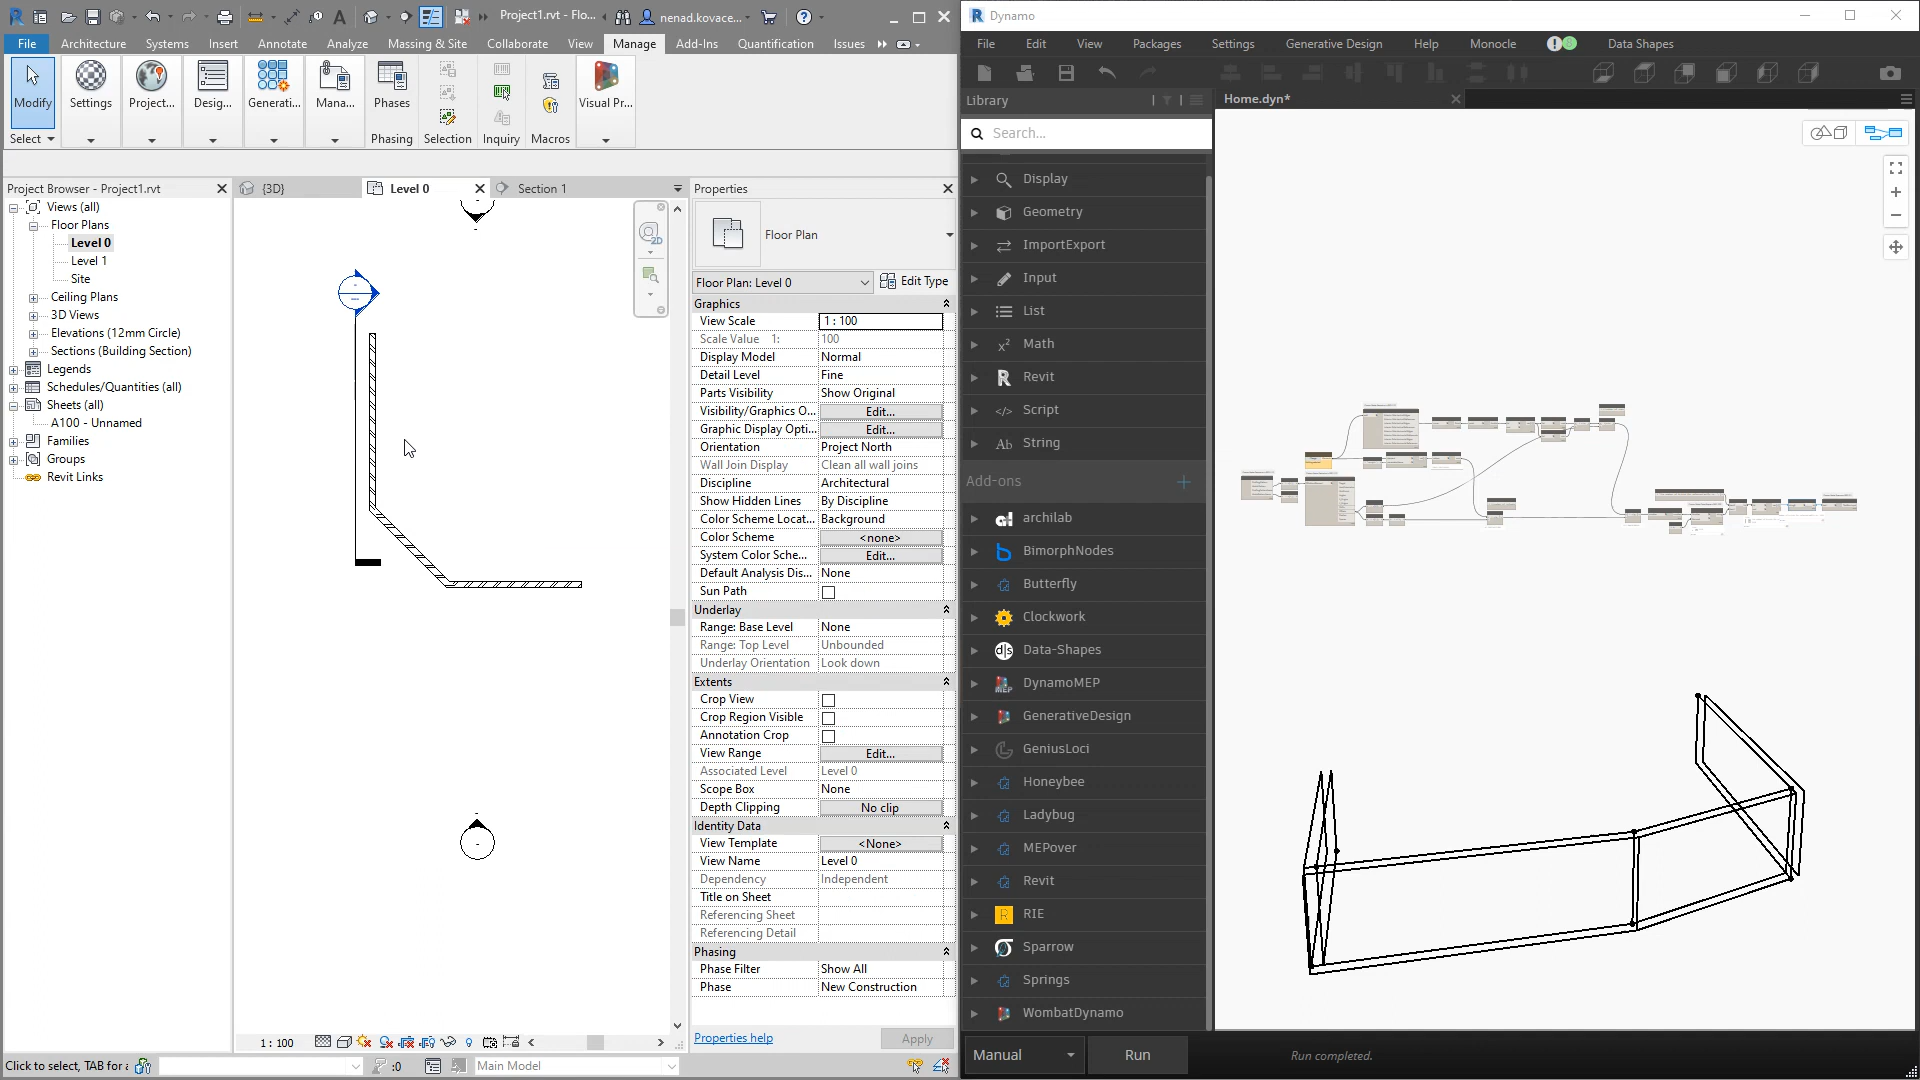 Project1.rvt - Flo...
nenad.kovace...
File
Architecture
Systems
Insert
Annotate
Analyze
Massing & Site
Collaborate
View
Manage
Add-Ins
Quantification
Issues
Modify
Settings
Project...
Desig...
Generati...
Mana...
Phases
Visual Pr...
Select
Phasing
Selection
Inquiry
Macros
Project Browser - Project1.rvt
{3D}
Level 0
Section 1
Properties
Views (all)
Floor Plans
Level 0
Level 1
Site
Ceiling Plans
3D Views
Elevations (12mm Circle)
Sections (Building Section)
Legends
Schedules/Quantities (all)
Sheets (all)
A100 - Unnamed
Families
Groups
Revit Links
2D
Floor Plan
Floor Plan: Level 0
Edit Type
Graphics
View Scale 1 : 100
Scale Value 1: 100
Display Model Normal
Detail Level Fine
Parts Visibility Show Original
Visibility/Graphics O... Edit...
Graphic Display Opti... Edit...
Orientation Project North
Wall Join Display Clean all wall joins
Discipline Architectural
Show Hidden Lines By Discipline
Color Scheme Locat... Background
Color Scheme <none>
System Color Sche... Edit...
Default Analysis Dis... None
Sun Path
Underlay
Range: Base Level None
Range: Top Level Unbounded
Underlay Orientation Look down
Extents
Crop View
Crop Region Visible
Annotation Crop
View Range Edit...
Associated Level Level 0
Scope Box None
Depth Clipping No clip
Identity Data
View Template <None>
View Name Level 0
Dependency Independent
Title on Sheet
Referencing Sheet
Referencing Detail
Phasing
Phase Filter Show All
Phase New Construction
Properties help
Apply
1 : 100
Click to select, TAB for a
:0
Main Model
Dynamo
File
Edit
View
Packages
Settings
Generative Design
Help
Monocle
Data Shapes
Library
Home.dyn*
Search...
Display
Geometry
ImportExport
Input
List
Math
Revit
Script
String
Add-ons
archilab
BimorphNodes
Butterfly
Clockwork
Data-Shapes
DynamoMEP
GenerativeDesign
GeniusLoci
Honeybee
Ladybug
MEPover
Revit
RIE
Sparrow
Springs
WombatDynamo
Manual
Run
Run completed.